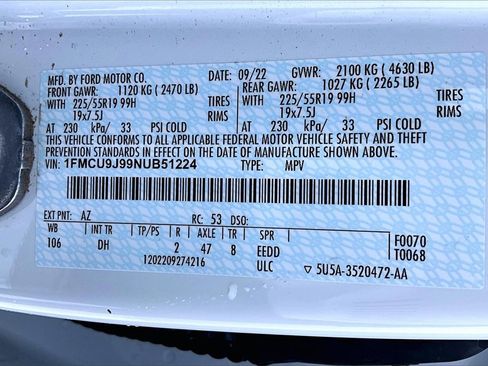 MFD. BY FORD MOTOR CO. DATE: 09/22 GVWR: 2100 KG ( 4630 LB)
FRONT GAWR: 1120 KG ( 2470 LB) REAR GAWR: 1027 KG ( 2265 LB)
WITH 225/55R19 99H TIRES WITH 225/55R19 99H TIRES
19x7.5J RIMS 19x7.5J RIMS
AT 230 kPa/ 33 PSI COLD AT 230 kPa/ 33 PSI COLD
THIS VEHICLE CONFORMS TO ALL APPLICABLE FEDERAL MOTOR VEHICLE SAFETY AND THEFT
PREVENTION STANDARDS IN EFFECT ON THE DATE OF MANUFACTURE SHOWN ABOVE.
VIN: 1FMCU9J99NUB51224 TYPE: MPV
EXT PNT: AZ RC: 53 DSO:
WB INT TR TP/PS R AXLE TR SPR F0070
106 DH 2 47 8 EEDD T0068
1202209274216 ULC 5U5A-3520472-AA